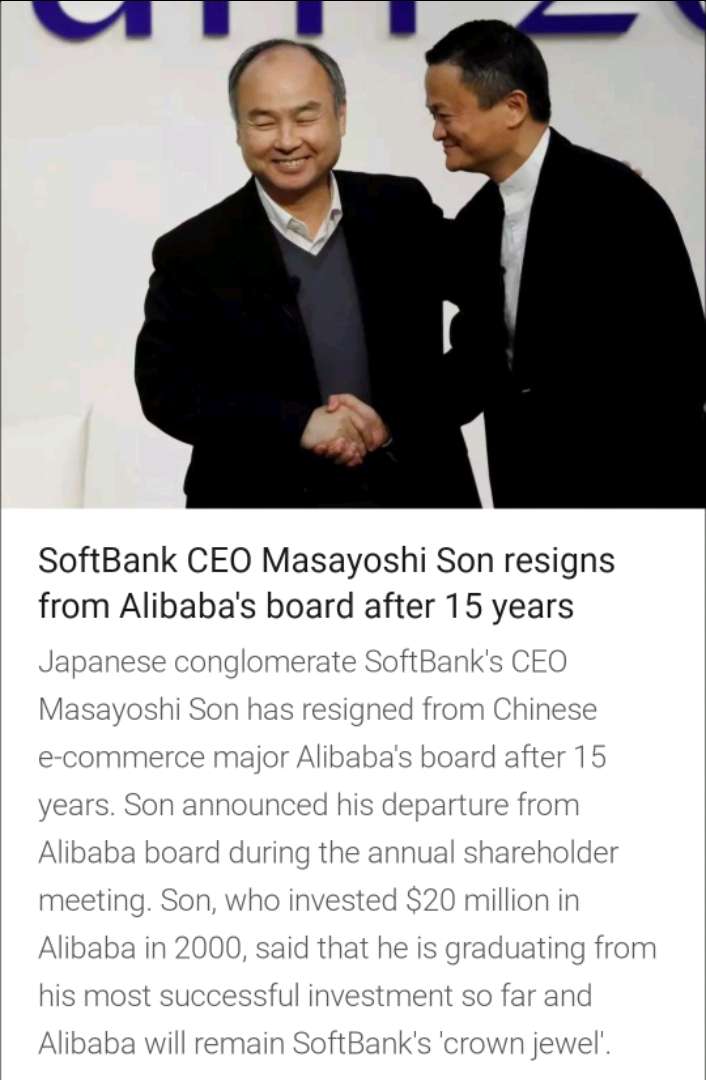 SoftBank CEO Masayoshi Son resigns
from Alibaba's board after 15 years
Japanese conglomerate SoftBank's CEO
Masayoshi Son has resigned from Chinese
e-commerce major Alibaba's board after 15
years. Son announced his departure from
Alibaba board during the annual shareholder
meeting. Son, who invested $20 million in
Alibaba in 2000, said that he is graduating from
his most successful investment so far and
Alibaba will remain SoftBank's 'crown jewel'.